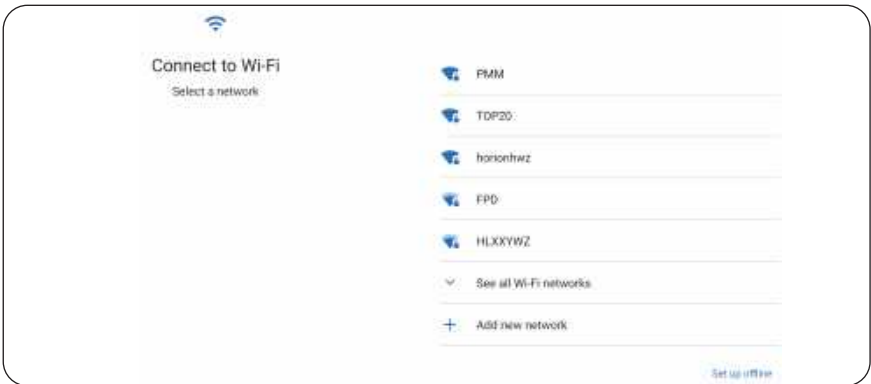 Connect to Wi-Fi
Select a network
PMM
TOP20
horionhwz
FPD
HLXXYWZ
See all Wi-Fi networks
Add new network
Set up offline